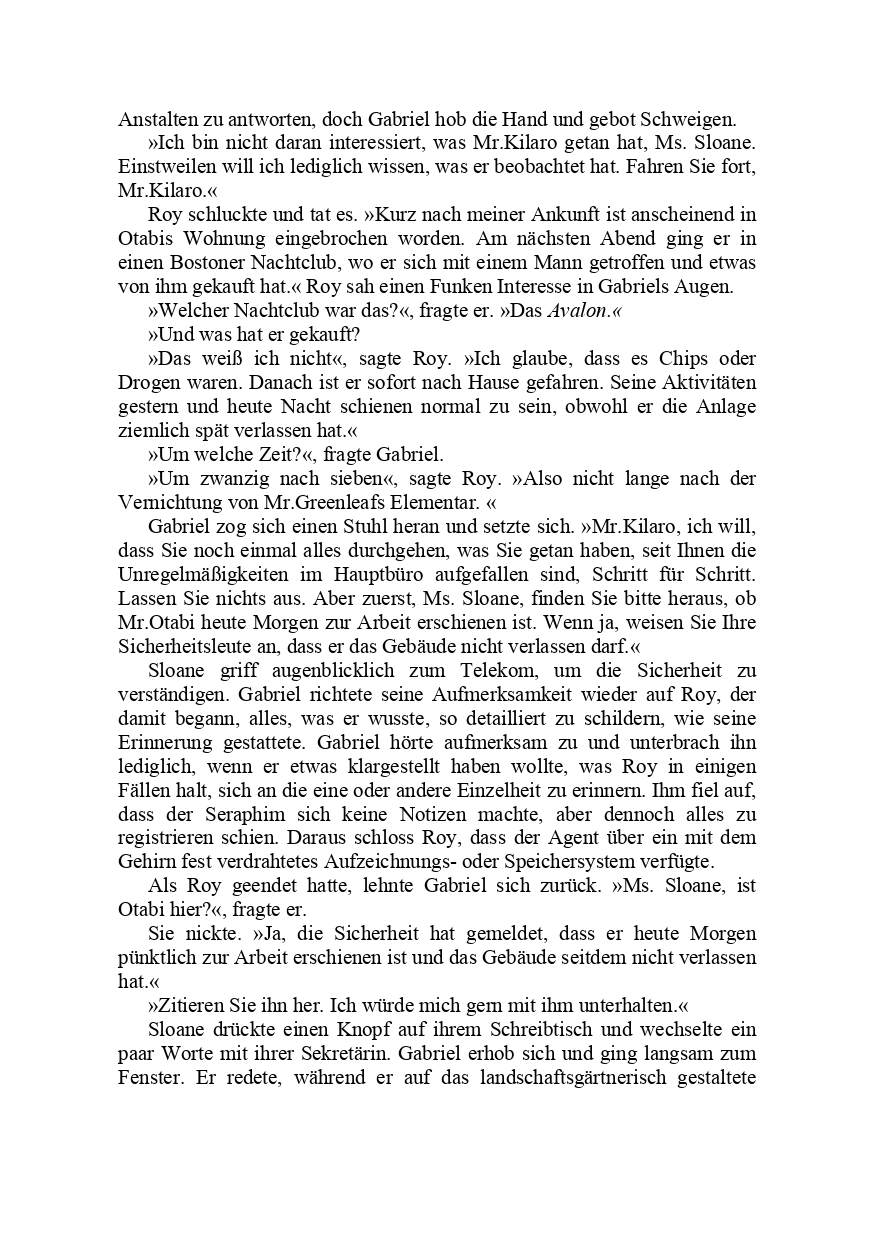 Anstalten zu antworten, doch Gabriel hob die Hand und gebot Schweigen.
»Ich bin nicht daran interessiert, was Mr.Kilaro getan hat, Ms. Sloane.
Einstweilen will ich lediglich wissen, was er beobachtet hat. Fahren Sie fort,
Mr.Kilaro.«
Roy schluckte und tat es. »Kurz nach meiner Ankunft ist anscheinend in
Otabis Wohnung eingebrochen worden. Am nächsten Abend ging er in
einen Bostoner Nachtclub, wo er sich mit einem Mann getroffen und etwas
von ihm gekauft hat.« Roy sah einen Funken Interesse in Gabriels Augen.
»Welcher Nachtclub war das?«, fragte er. »Das Avalon.«
»Und was hat er gekauft?
»Das weiß ich nicht«, sagte Roy. »Ich glaube, dass es Chips oder
Drogen waren. Danach ist er sofort nach Hause gefahren. Seine Aktivitäten
gestern und heute Nacht schienen normal zu sein, obwohl er die Anlage
ziemlich spät verlassen hat.«
»Um welche Zeit?«, fragte Gabriel.
»Um zwanzig nach sieben«, sagte Roy. »Also nicht lange nach der
Vernichtung von Mr.Greenleafs Elementar. «
Gabriel zog sich einen Stuhl heran und setzte sich. »Mr.Kilaro, ich will,
dass Sie noch einmal alles durchgehen, was Sie getan haben, seit Ihnen die
Unregelmäßigkeiten im Hauptbüro aufgefallen sind, Schritt für Schritt.
Lassen Sie nichts aus. Aber zuerst, Ms. Sloane, finden Sie bitte heraus, ob
Mr.Otabi heute Morgen zur Arbeit erschienen ist. Wenn ja, weisen Sie Ihre
Sicherheitsleute an, dass er das Gebäude nicht verlassen darf.«
Sloane griff augenblicklich zum Telekom, um die Sicherheit zu
verständigen. Gabriel richtete seine Aufmerksamkeit wieder auf Roy, der
damit begann, alles, was er wusste, so detailliert zu schildern, wie seine
Erinnerung gestattete. Gabriel hörte aufmerksam zu und unterbrach ihn
lediglich, wenn er etwas klargestellt haben wollte, was Roy in einigen
Fällen halt, sich an die eine oder andere Einzelheit zu erinnern. Ihm fiel auf,
dass der Seraphim sich keine Notizen machte, aber dennoch alles zu
registrieren schien. Daraus schloss Roy, dass der Agent über ein mit dem
Gehirn fest verdrahtetes Aufzeichnungs- oder Speichersystem verfügte.
Als Roy geendet hatte, lehnte Gabriel sich zurück. »Ms. Sloane, ist
Otabi hier?«, fragte er.
Sie nickte. »Ja, die Sicherheit hat gemeldet, dass er heute Morgen
pünktlich zur Arbeit erschienen ist und das Gebäude seitdem nicht verlassen
hat.«
»Zitieren Sie ihn her. Ich würde mich gern mit ihm unterhalten.«
Sloane drückte einen Knopf auf ihrem Schreibtisch und wechselte ein
paar Worte mit ihrer Sekretärin. Gabriel erhob sich und ging langsam zum
Fenster. Er redete, während er auf das landschaftsgärtnerisch gestaltete